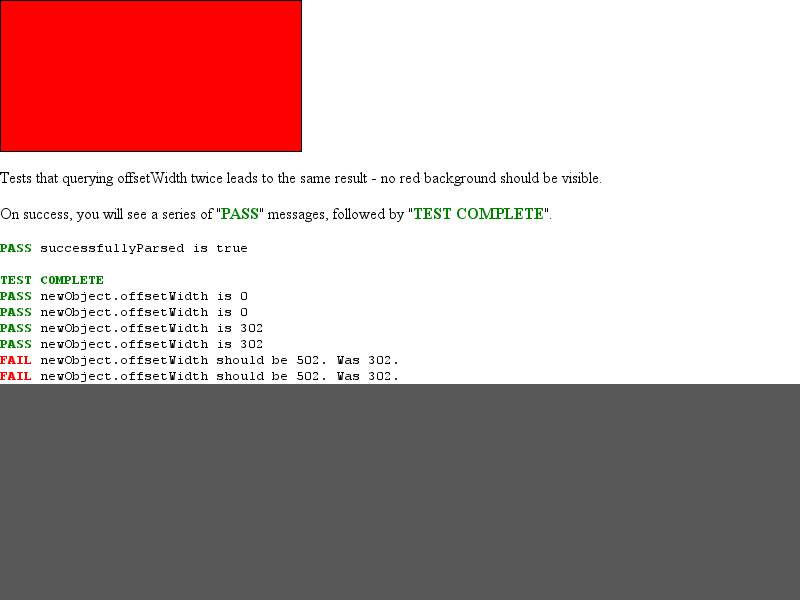 Tests that querying offsetWidth twice leads to the same result - no red background should be visible.
On success, you will see a series of "PASS" messages, followed by "TEST COMPLETE".
PASS successfullyParsed is true
TEST COMPLETE
PASS newObject.offsetWidth is 0
PASS newObject.offsetWidth is 0
PASS newObject.offsetWidth is 302
PASS newObject.offsetWidth is 302
FAIL newObject.offsetWidth should be 502. Was 302.
FAIL newObject.offsetWidth should be 502. Was 302.